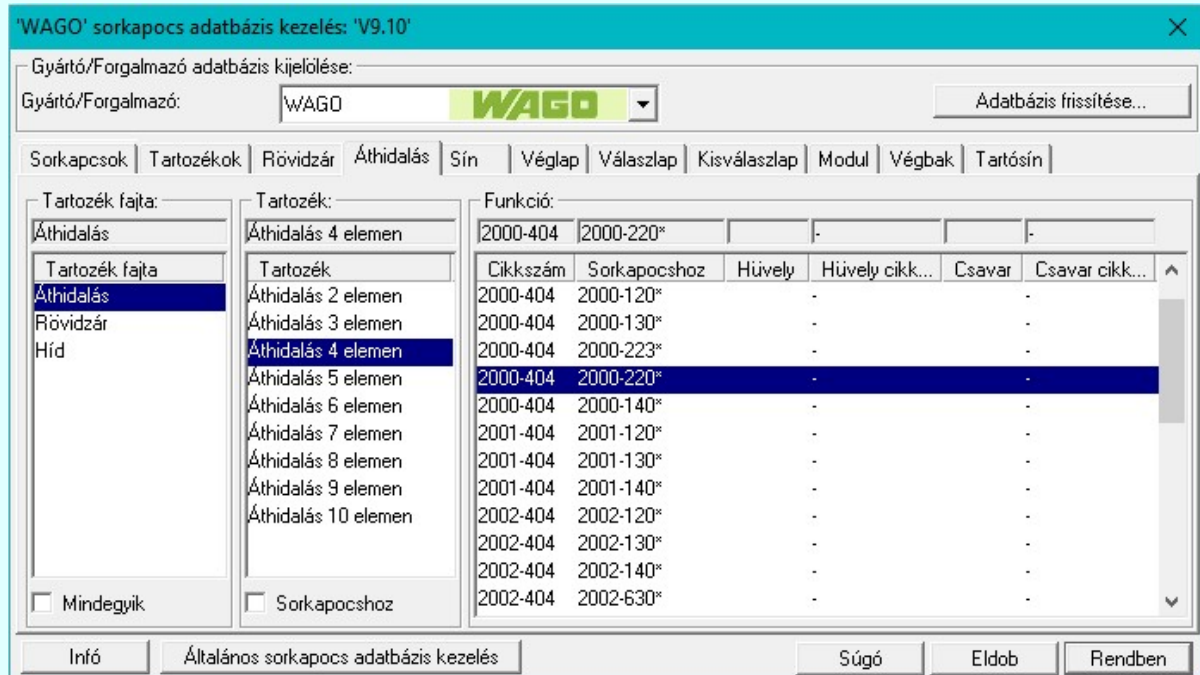 'WAGO' sorkapocs adatbázis kezelés: 'V9.10'
Gyártó/Forgalmazó adatbázis kijelölése:
Gyártó/Forgalmazó: WAGO WAGO Adatbázis frissítése...
Sorkapcsok Tartozékok Rövidzár Áthidalás Sín Véglap Válaszlap Kisválaszlap Modul Végbak Tartósín
Tartozék fajta: Tartozék: Funkció:
Áthidalás Áthidalás 4 elemen 2000-404 2000-220* - -
Tartozék fajta Tartozék Cikkszám Sorkapocshoz Hüvely Hüvely cikk... Csavar Csavar cikk...
Áthidalás Áthidalás 2 elemen 2000-404 2000-120* - -
Rövidzár Áthidalás 3 elemen 2000-404 2000-130* - -
Híd Áthidalás 4 elemen 2000-404 2000-223* - -
Áthidalás 5 elemen 2000-404 2000-220* - -
Áthidalás 6 elemen 2000-404 2000-140* - -
Áthidalás 7 elemen 2001-404 2001-120* - -
Áthidalás 8 elemen 2001-404 2001-130* - -
Áthidalás 9 elemen 2001-404 2001-140* - -
Áthidalás 10 elemen 2002-404 2002-120* - -
2002-404 2002-130* - -
2002-404 2002-140* - -
Mindegyik Sorkapocshoz 2002-404 2002-630* - -
Infó Általános sorkapocs adatbázis kezelés Súgó Eldob Rendben